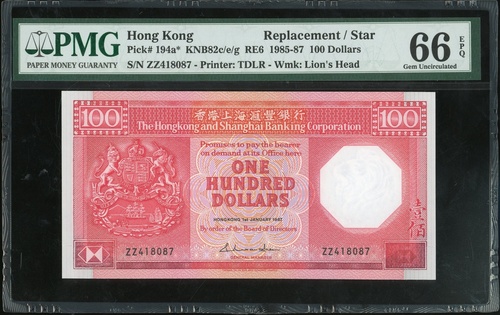 PMG
PAPER MONEY GUARANTY
Hong Kong Replacement / Star
Pick# 194a* KNB82c/e/g RE6 1985-87 100 Dollars
S/N ZZ418087 - Printer: TDLR - Wmk: Lion's Head
66 EPQ
Gem Uncirculated
100 香港上海滙豐銀行 100
The Hongkong and Shanghai Banking Corporation
Promises to pay the bearer
on demand at its Office here
ONE
HUNDRED
DOLLARS
HONGKONG 1st JANUARY 1987
By order of the Board of Directors
壹佰
ZZ418087 ZZ418087
GENERAL MANAGER